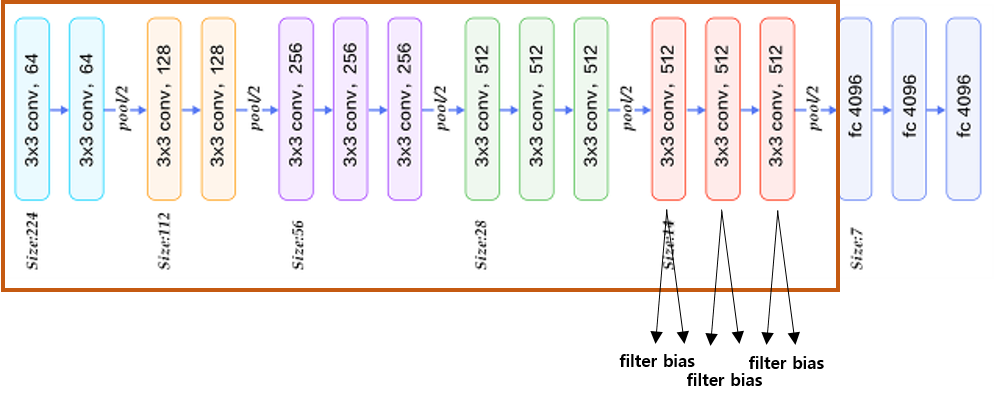 3x3 conv, 64
3x3 conv, 64
pool/2
3x3 conv, 128
3x3 conv, 128
pool/2
3x3 conv, 256
3x3 conv, 256
3x3 conv, 256
pool/2
3x3 conv, 512
3x3 conv, 512
3x3 conv, 512
pool/2
3x3 conv, 512
3x3 conv, 512
3x3 conv, 512
pool/2
fc 4096
fc 4096
fc 4096
Size:224
Size:112
Size:56
Size:28
Size:14
Size:7
filter bias
filter bias
filter bias